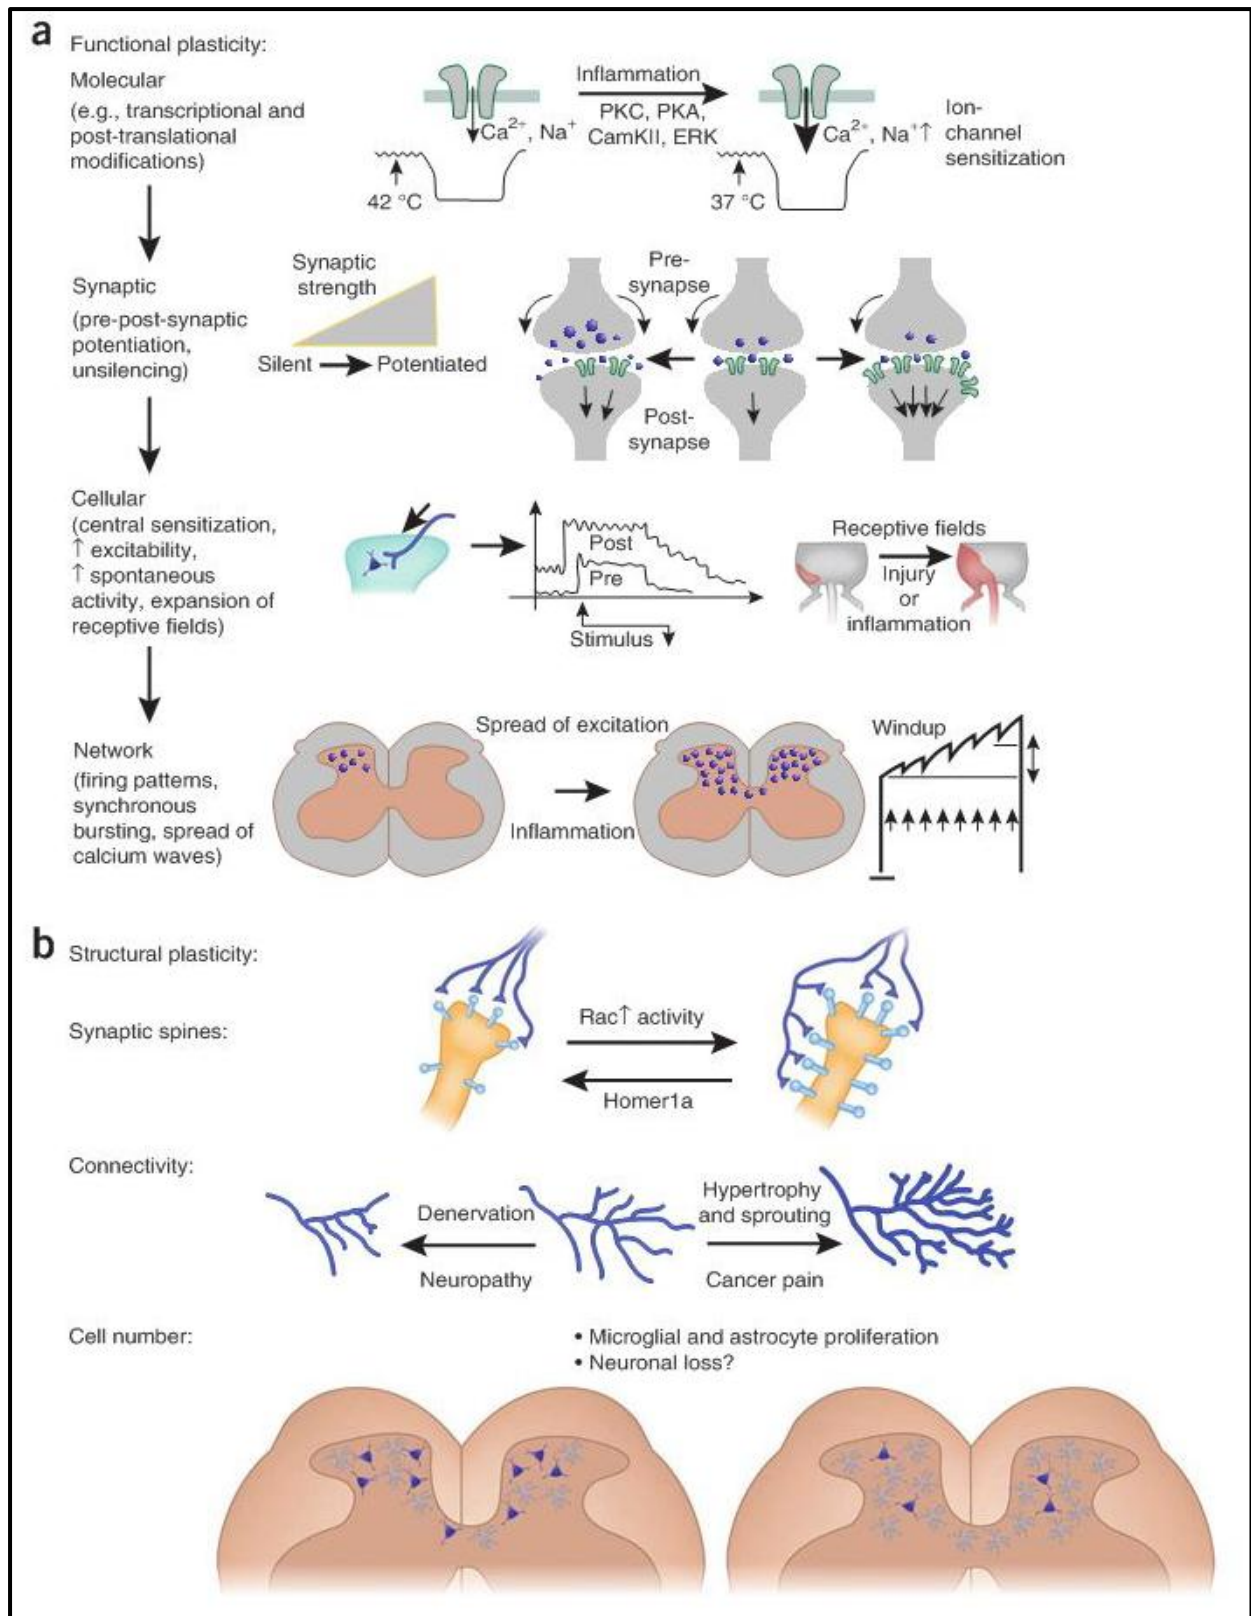 a
Functional plasticity:
Molecular
(e.g., transcriptional and
post-translational
modifications)
Inflammation
PKC, PKA,
CamKII, ERK
Ca2+, Na+
42 °C
Ca2+, Na+↑
37 °C
Ion-
channel
sensitization
Synaptic
(pre-post-synaptic
potentiation,
unsilencing)
Synaptic
strength
Silent
Potentiated
Pre-
synapse
Post-
synapse
Cellular
(central sensitization,
↑ excitability,
↑ spontaneous
activity, expansion of
receptive fields)
Post
Pre
Stimulus
Receptive fields
Injury
or
inflammation
Network
(firing patterns,
synchronous
bursting, spread of
calcium waves)
Spread of excitation
Inflammation
Windup
b
Structural plasticity:
Synaptic spines:
Rac↑ activity
Homer1a
Connectivity:
Denervation
Neuropathy
Hypertrophy
and sprouting
Cancer pain
Cell number:
• Microglial and astrocyte proliferation
• Neuronal loss?